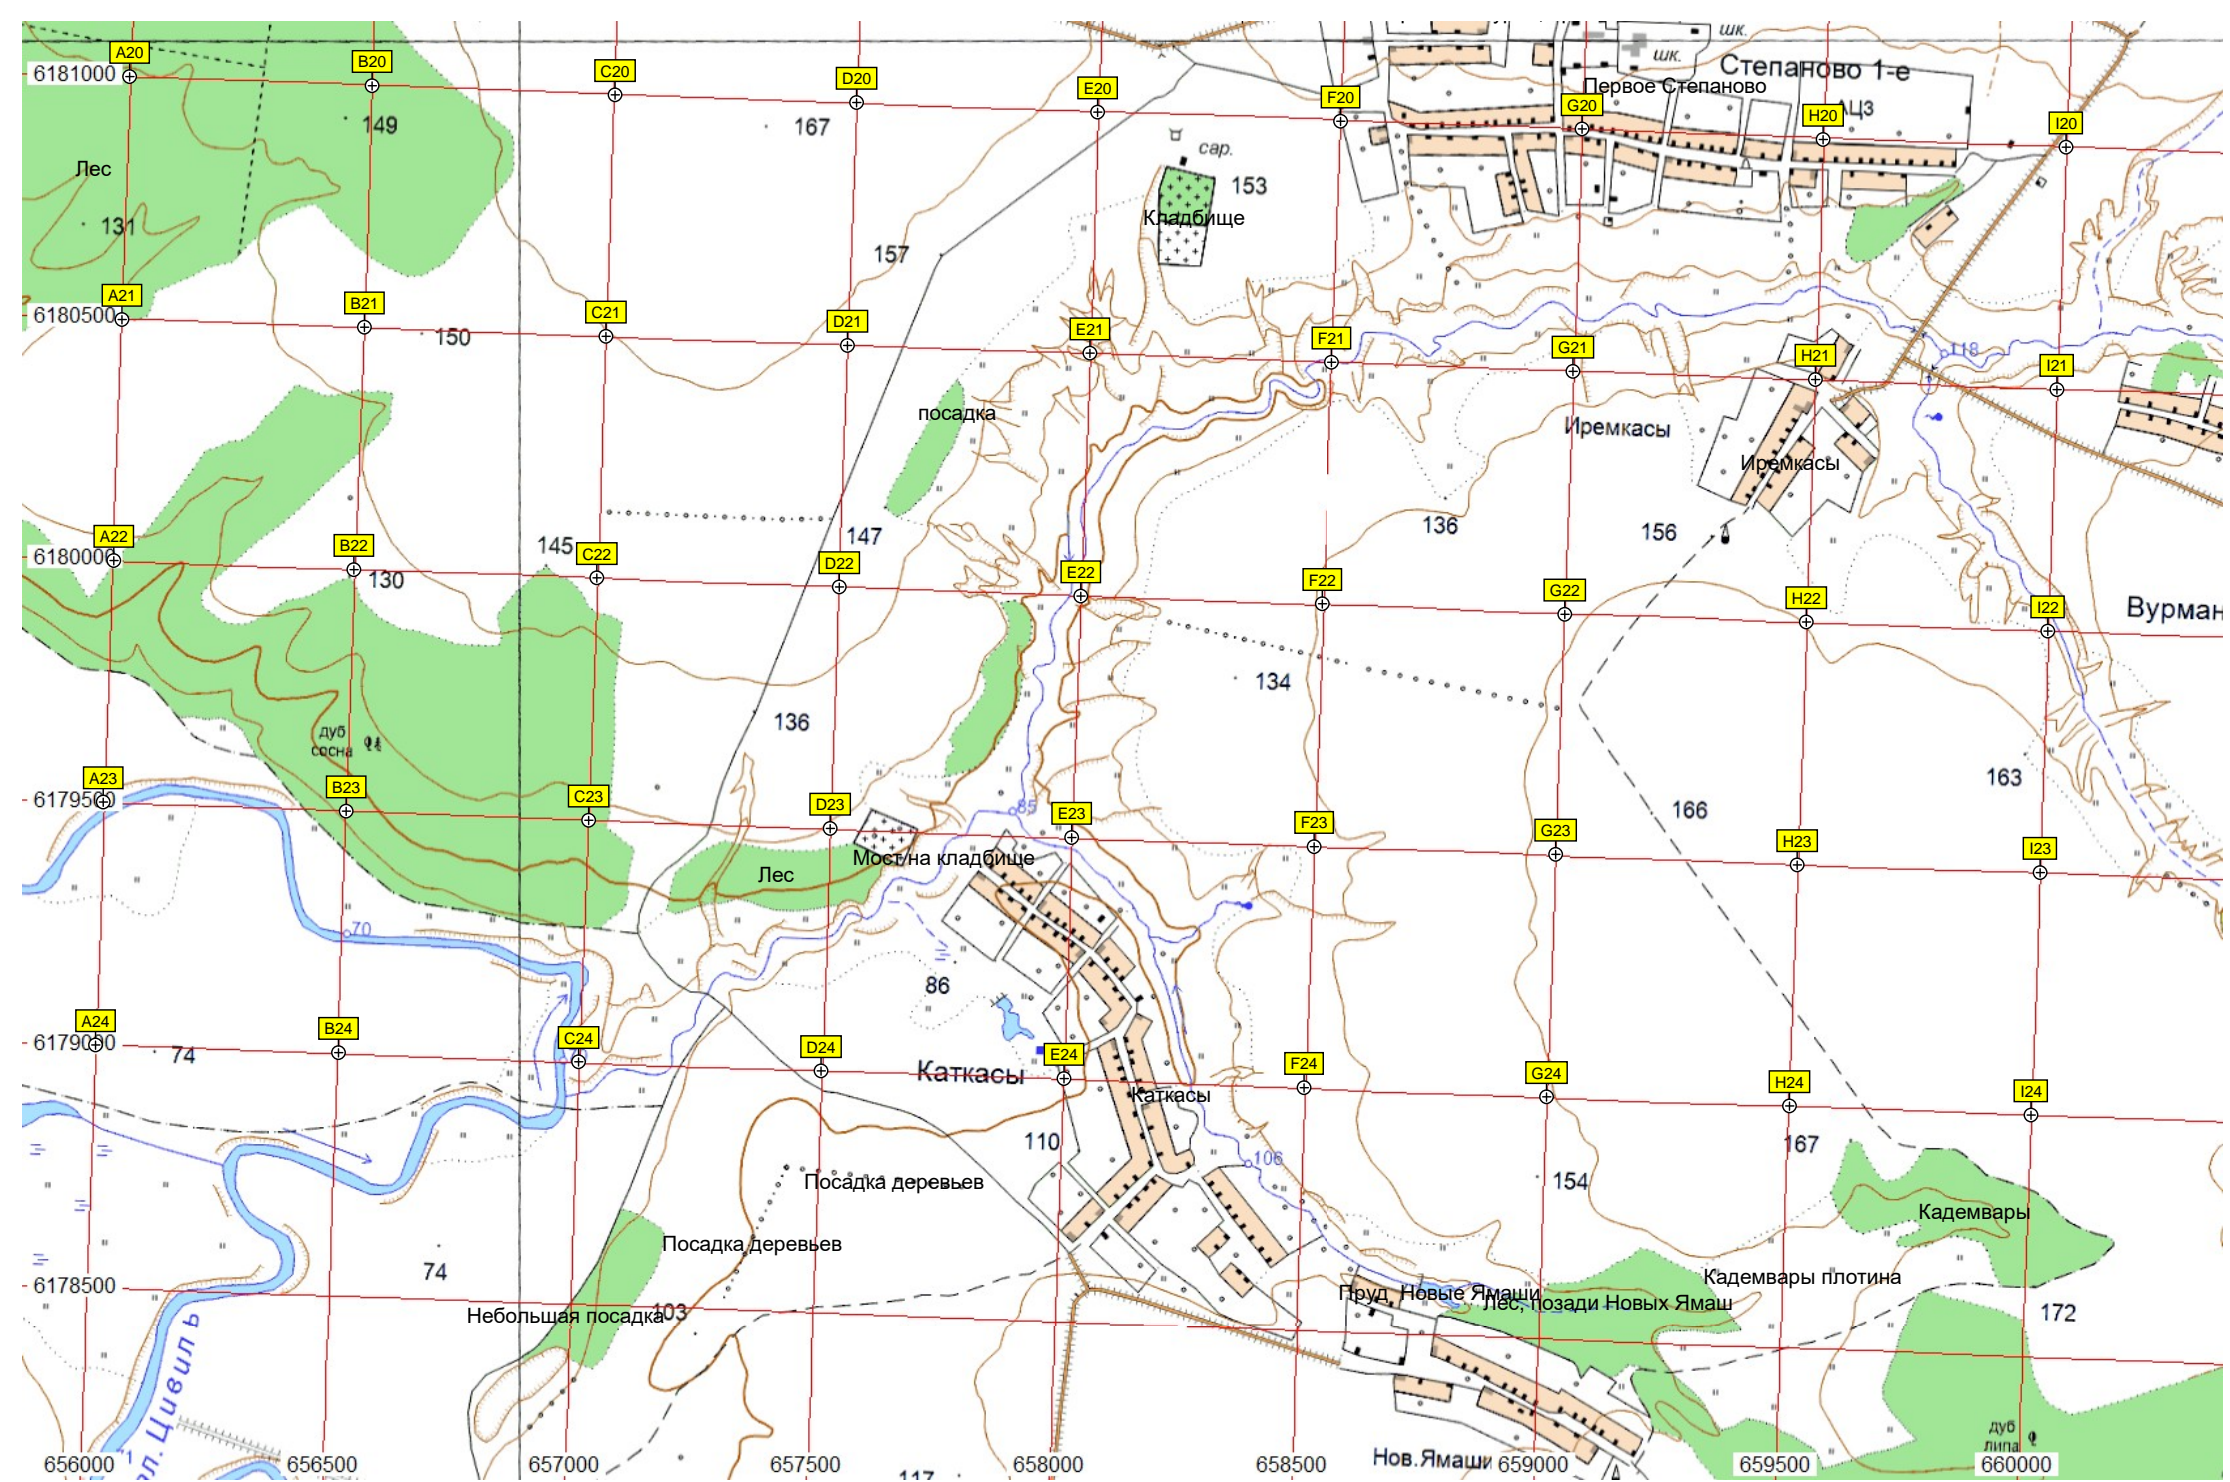 шк.
шк.
Степаново 1-е
Первое Степаново
АЦЗ
A20
B20
C20
D20
E20
F20
G20
H20
I20
6181000
149
167
сар.
153
Лес
Кладбище
131
157
A21
B21
C21
D21
E21
F21
G21
H21
I21
6180500
150
118
посадка
Иремкасы
Иремкасы
147
136
156
145
A22
B22
C22
D22
E22
F22
G22
H22
I22
6180000
130
Вурман
134
136
дуб
сосна
163
166
A23
B23
C23
D23
E23
F23
G23
H23
I23
6179500
85
Мост/на кладбище
Лес
70
86
A24
B24
C24
D24
E24
F24
G24
H24
I24
6179000
74
Каткасы
Каткасы
110
106
167
154
Посадка деревьев
Кадемвары
Посадка деревьев
74
6178500
Кадемвары плотина
Пруд Новые Ямаши
Лес, позади Новых Ямаш
Небольшая посадка
103
172
дуб
липа
Нов.Ямаши
117
71
ол. Цивиль
656000
656500
657000
657500
658000
658500
659000
659500
660000